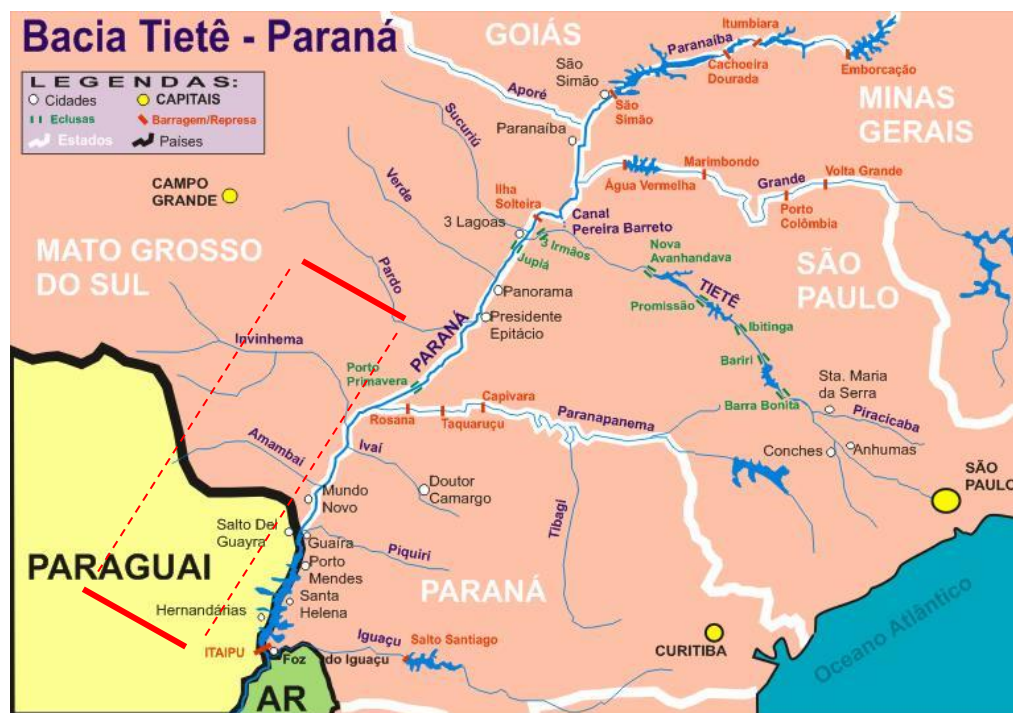 Bacia Tietê - Paraná
LEGENDAS:
Cidades
CAPITAIS
Eclusas
Barragem/Represa
Estados
Países
GOIÁS
Itumbiara
Paranaíba
Cachoeira
Dourada
Emborcação
São
Simão
São
Simão
Aporé
MINAS
GERAIS
Sucuriú
Paranaíba
Verde
Marimbondo
Volta Grande
Água Vermelha
Grande
Porto
Colômbia
CAMPO
GRANDE
Ilha
Solteira
3 Lagoas
Canal
Pereira Barreto
3 Irmãos
Jupiá
Nova
Avanhandava
MATO GROSSO
DO SUL
SÃO
PAULO
Pardo
Panorama
TIETÊ
Promissão
Presidente
Epitácio
PARANÁ
Ibitinga
Invinhema
Bariri
Porto
Primavera
Sta. Maria
da Serra
Barra Bonita
Capivara
Rosana
Taquaruçu
Paranapanema
Piracicaba
Amambaí
Ivaí
Conches
Anhumas
SÃO
PAULO
Doutor
Camargo
Mundo
Novo
Tibagi
Salto Del
Guayra
Guaíra
Piquiri
PARAGUAI
Porto
Mendes
PARANÁ
Hernandárias
Santa
Helena
ITAIPU
Foz do Iguaçu
Iguaçu
Salto Santiago
CURITIBA
Oceano Atlântico
AR